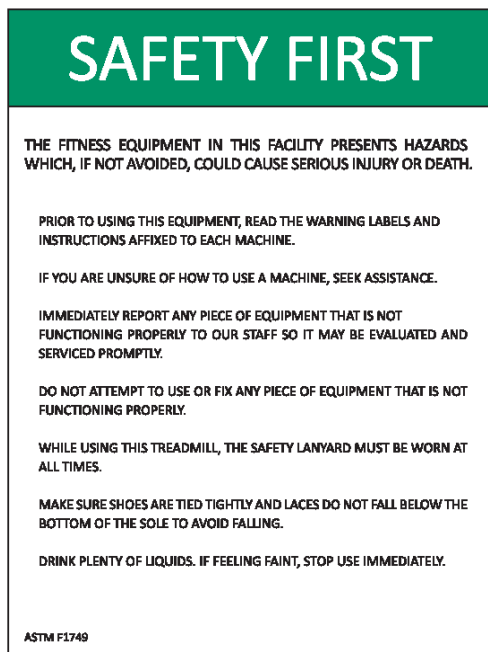 SAFETY FIRST
THE FITNESS EQUIPMENT IN THIS FACILITY PRESENTS HAZARDS
WHICH, IF NOT AVOIDED, COULD CAUSE SERIOUS INJURY OR DEATH.
PRIOR TO USING THIS EQUIPMENT, READ THE WARNING LABELS AND
INSTRUCTIONS AFFIXED TO EACH MACHINE.
IF YOU ARE UNSURE OF HOW TO USE A MACHINE, SEEK ASSISTANCE.
IMMEDIATELY REPORT ANY PIECE OF EQUIPMENT THAT IS NOT
FUNCTIONING PROPERLY TO OUR STAFF SO IT MAY BE EVALUATED AND
SERVICED PROMPTLY.
DO NOT ATTEMPT TO USE OR FIX ANY PIECE OF EQUIPMENT THAT IS NOT
FUNCTIONING PROPERLY.
WHILE USING THIS TREADMILL, THE SAFETY LANYARD MUST BE WORN AT
ALL TIMES.
MAKE SURE SHOES ARE TIED TIGHTLY AND LACES DO NOT FALL BELOW THE
BOTTOM OF THE SOLE TO AVOID FALLING.
DRINK PLENTY OF LIQUIDS. IF FEELING FAINT, STOP USE IMMEDIATELY.
ASTM F1749